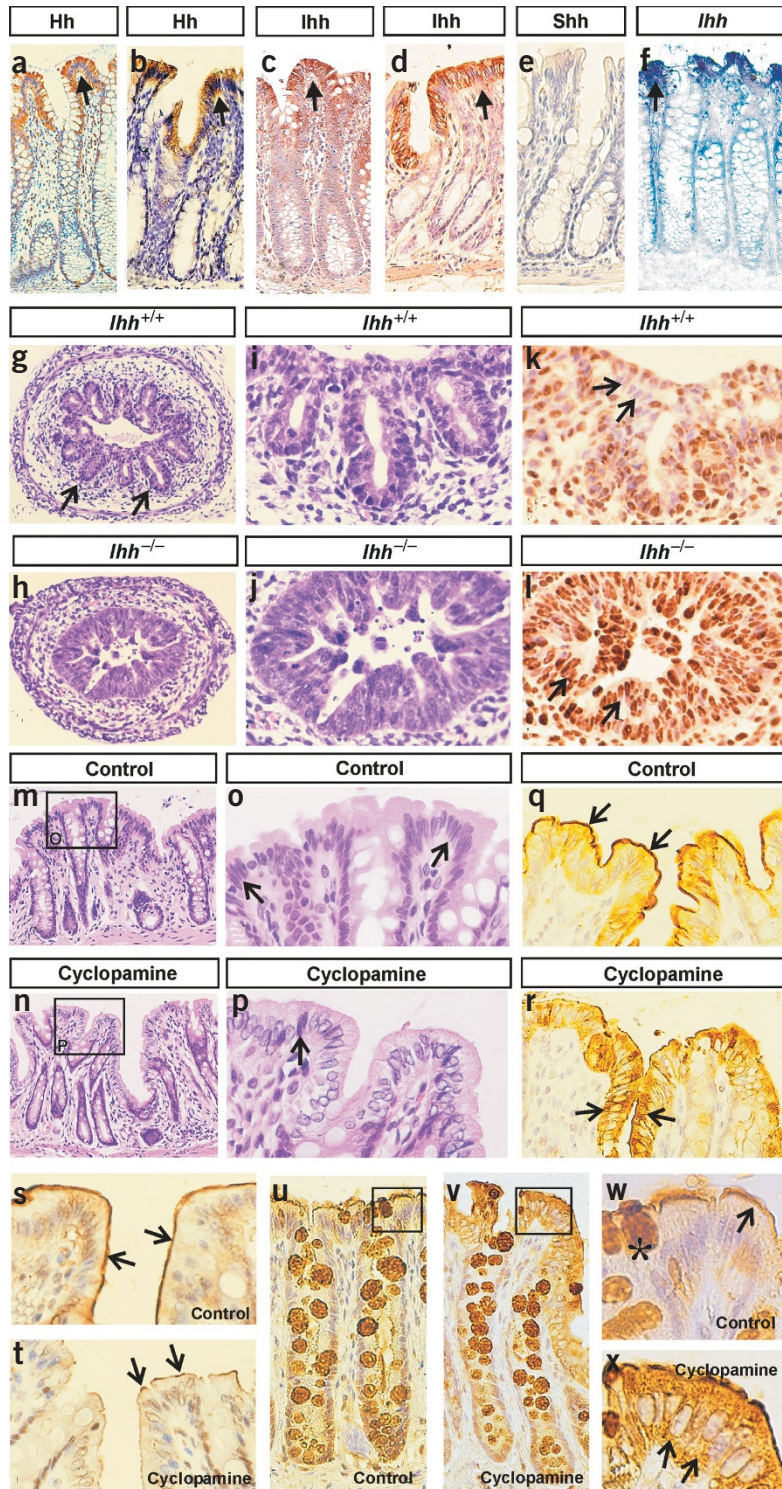 Hh Hh Ihh Ihh Shh Ihh
a b c d e f
Ihh+/+ Ihh+/+ Ihh+/+
g i k
Ihh−/− Ihh−/− Ihh−/−
h j l
Control Control Control
m o q
O
Cyclopamine Cyclopamine Cyclopamine
n p r
P
s u v w
*
Control Control
t x Cyclopamine
Cyclopamine Control Cyclopamine